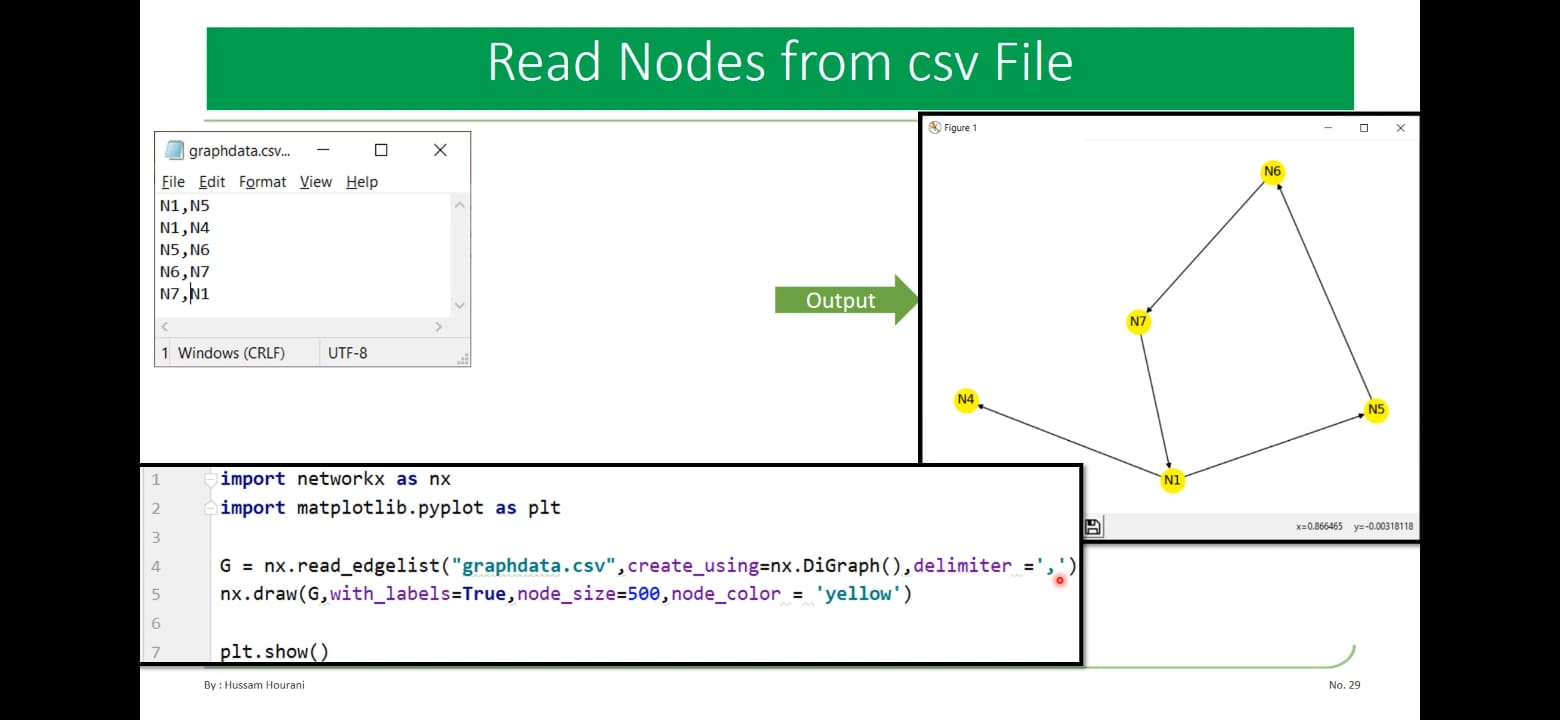 Read Nodes from csv File
graphdata.csv...
File Edit Format View Help
N1,N5
N1,N4
N5,N6
N6,N7
N7,N1
1 Windows (CRLF) UTF-8
Output
Figure 1
N6
N7
N4
N5
N1
x=0.866465 y=-0.00318118
1 import networkx as nx
2 import matplotlib.pyplot as plt
3
4 G = nx.read_edgelist("graphdata.csv",create_using=nx.DiGraph(),delimiter =',')
5 nx.draw(G,with_labels=True,node_size=500,node_color = 'yellow')
6
7 plt.show()
By : Hussam Hourani
No. 29